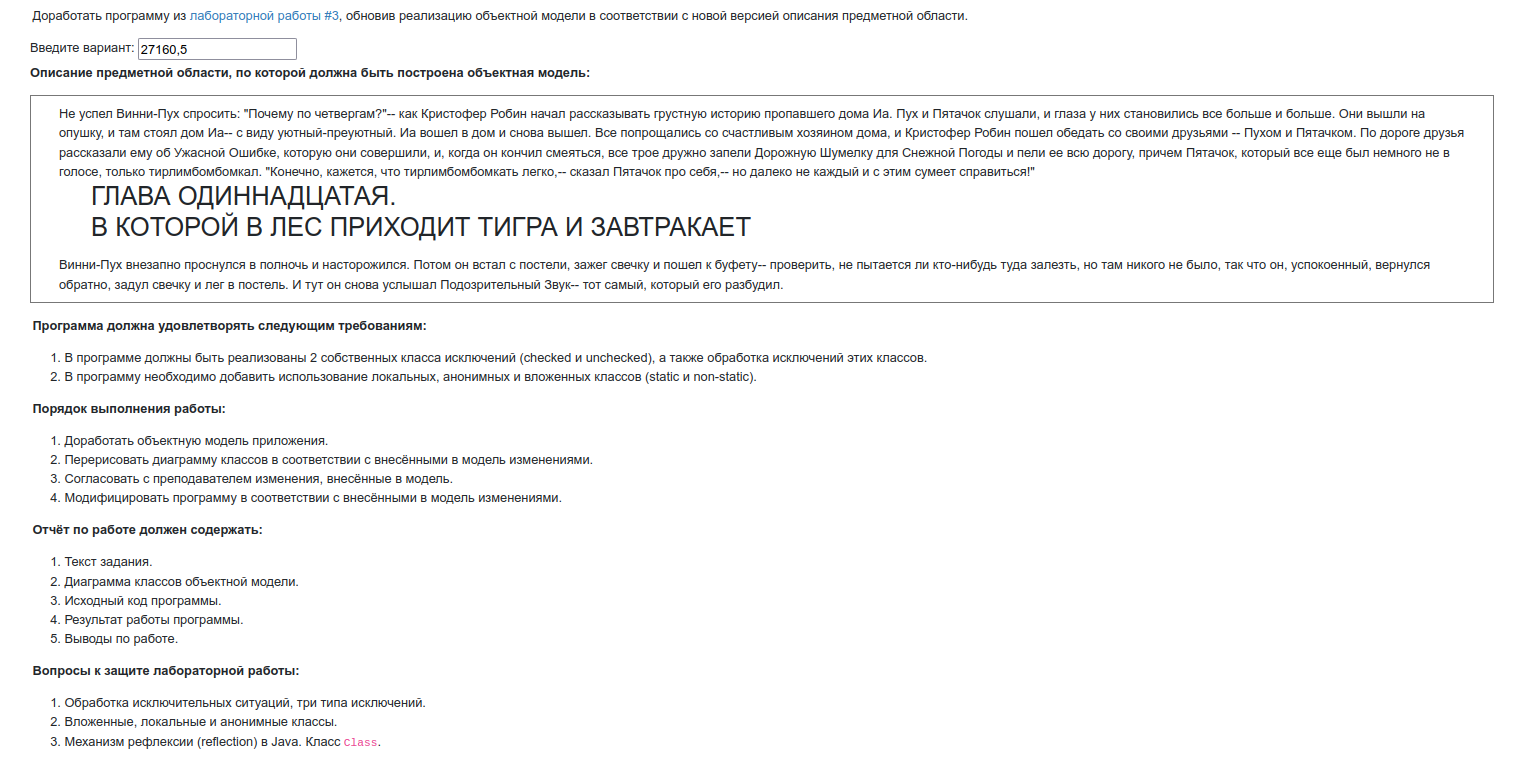 Доработать программу из лабораторной работы #3, обновив реализацию объектной модели в соответствии с новой версией описания предметной области.
Введите вариант: 27160,5
Описание предметной области, по которой должна быть построена объектная модель:
Не успел Винни-Пух спросить: "Почему по четвергам?"-- как Кристофер Робин начал рассказывать грустную историю пропавшего дома Иа. Пух и Пятачок слушали, и глаза у них становились все больше и больше. Они вышли на
опушку, и там стоял дом Иа-- с виду уютный-преуютный. Иа вошел в дом и снова вышел. Все попрощались со счастливым хозяином дома, и Кристофер Робин пошел обедать со своими друзьями -- Пухом и Пятачком. По дороге друзья
рассказали ему об Ужасной Ошибке, которую они совершили, и, когда он кончил смеяться, все трое дружно запели Дорожную Шумелку для Снежной Погоды и пели ее всю дорогу, причем Пятачок, который все еще был немного не в
голосе, только тирлимбомбомкал. "Конечно, кажется, что тирлимбомбомкать легко,-- сказал Пятачок про себя,-- но далеко не каждый и с этим сумеет справиться!"
ГЛАВА ОДИННАДЦАТАЯ.
В КОТОРОЙ В ЛЕС ПРИХОДИТ ТИГРА И ЗАВТРАКАЕТ
Винни-Пух внезапно проснулся в полночь и насторожился. Потом он встал с постели, зажег свечку и пошел к буфету-- проверить, не пытается ли кто-нибудь туда залезть, но там никого не было, так что он, успокоенный, вернулся
обратно, задул свечку и лег в постель. И тут он снова услышал Подозрительный Звук-- тот самый, который его разбудил.
Программа должна удовлетворять следующим требованиям:
1. В программе должны быть реализованы 2 собственных класса исключений (checked и unchecked), а также обработка исключений этих классов.
2. В программу необходимо добавить использование локальных, анонимных и вложенных классов (static и non-static).
Порядок выполнения работы:
1. Доработать объектную модель приложения.
2. Перерисовать диаграмму классов в соответствии с внесёнными в модель изменениями.
3. Согласовать с преподавателем изменения, внесённые в модель.
4. Модифицировать программу в соответствии с внесёнными в модель изменениями.
Отчёт по работе должен содержать:
1. Текст задания.
2. Диаграмма классов объектной модели.
3. Исходный код программы.
4. Результат работы программы.
5. Выводы по работе.
Вопросы к защите лабораторной работы:
1. Обработка исключительных ситуаций, три типа исключений.
2. Вложенные, локальные и анонимные классы.
3. Механизм рефлексии (reflection) в Java. Класс Class.